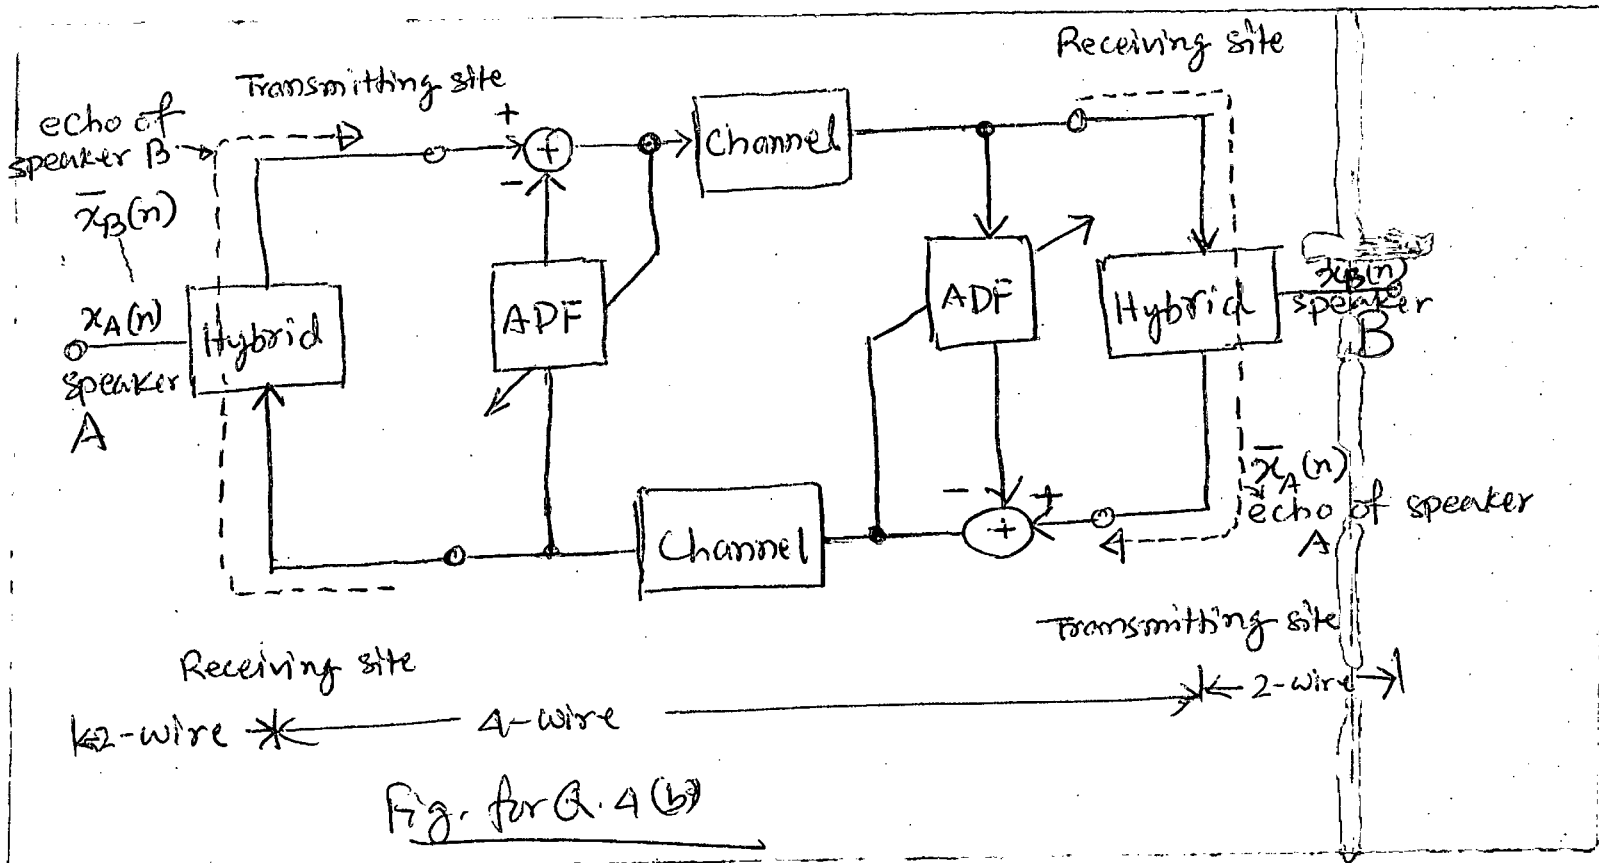 Receiving site
Transmitting site
echo of
speaker B
x̄B(n)
+
+
-
Channel
xA(n)
speaker
A
Hybrid
ADF
ADF
Hybrid
xB(n)
speaker
B
x̄A(n)
echo of speaker
A
Channel
-
+
+
Transmitting site
Receiving site
2-wire
4-wire
2-wire
Fig. for Q.4(b)